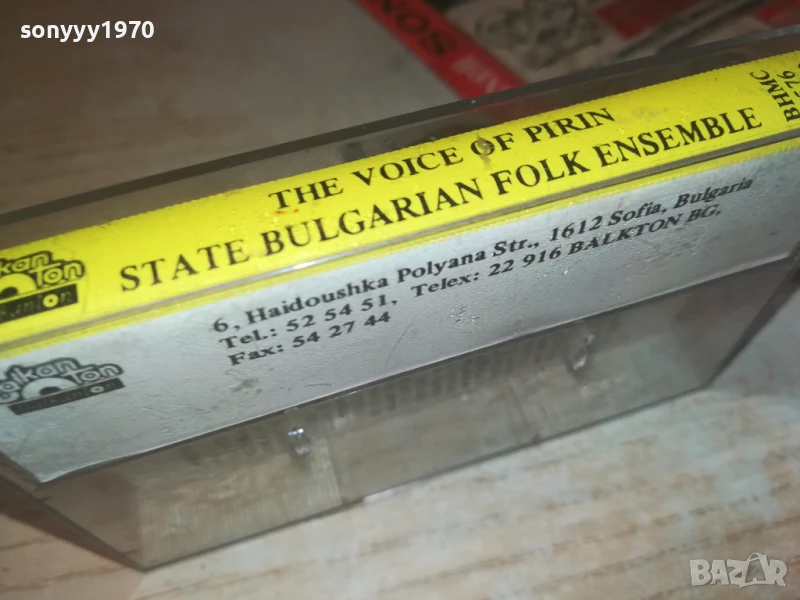 sonyyy1970
SONY
THE VOICE OF PIRIN
STATE BULGARIAN FOLK ENSEMBLE
BHMC
6, Haidoushka Polyana Str., 1612 Sofia, Bulgaria
Tel.: 52 54 51, Telex: 22 916 BALKTON BG,
Fax: 54 27 44
BAZAR